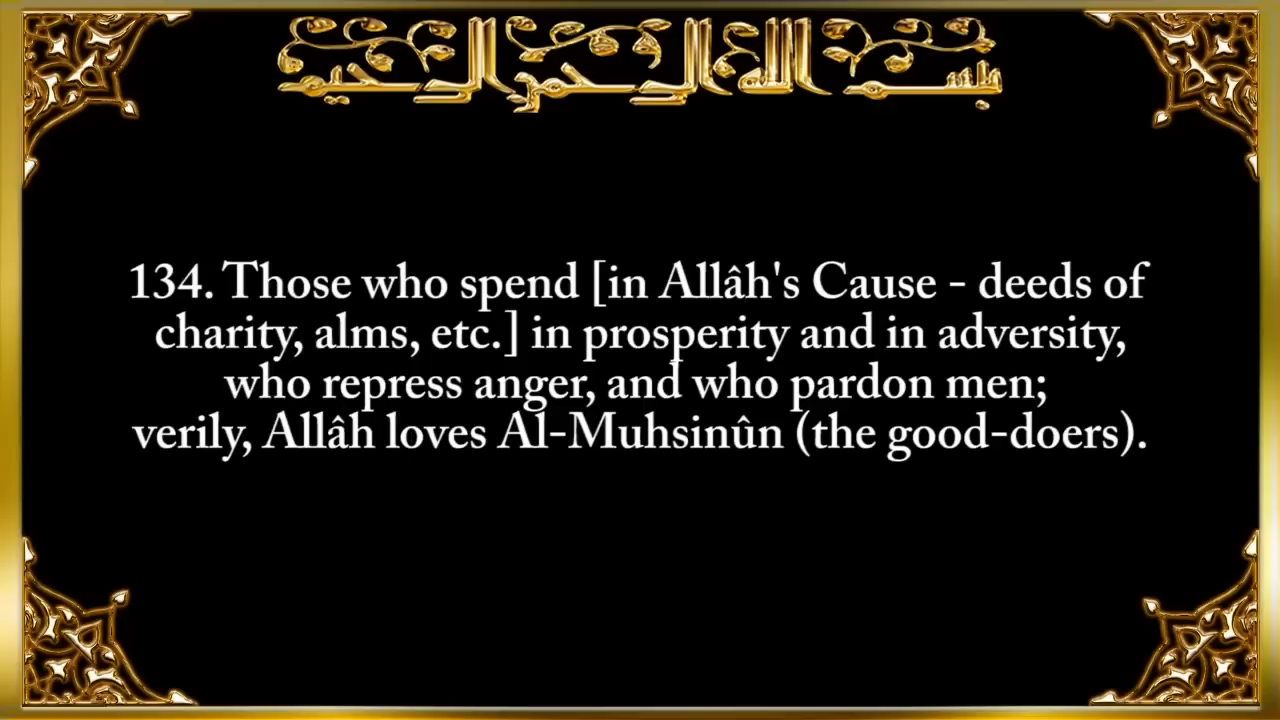 بسم الله الرحمن الرحيم
134. Those who spend [in Allâh's Cause - deeds of
charity, alms, etc.] in prosperity and in adversity,
who repress anger, and who pardon men;
verily, Allâh loves Al-Muhsinûn (the good-doers).